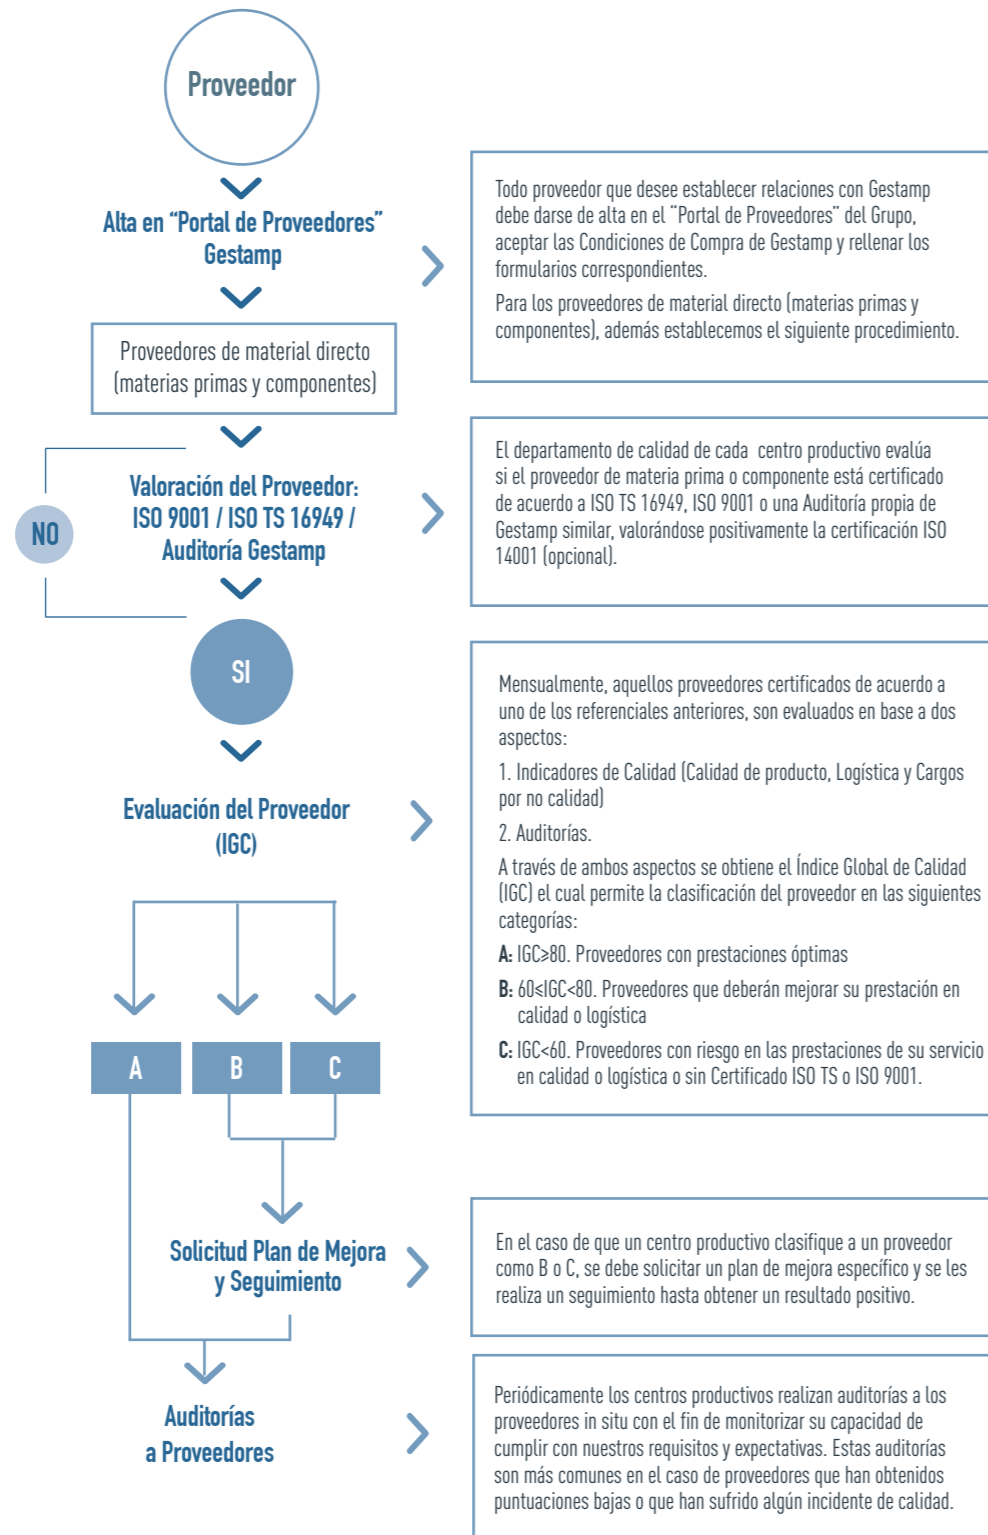 Proveedor
Alta en “Portal de Proveedores”
Gestamp
Todo proveedor que desee establecer relaciones con Gestamp
debe darse de alta en el “Portal de Proveedores” del Grupo,
aceptar las Condiciones de Compra de Gestamp y rellenar los
formularios correspondientes.
Para los proveedores de material directo (materias primas y
componentes), además establecemos el siguiente procedimiento.
Proveedores de material directo
(materias primas y componentes)
NO
Valoración del Proveedor:
ISO 9001 / ISO TS 16949 /
Auditoría Gestamp
El departamento de calidad de cada centro productivo evalúa
si el proveedor de materia prima o componente está certificado
de acuerdo a ISO TS 16949, ISO 9001 o una Auditoría propia de
Gestamp similar, valorándose positivamente la certificación ISO
14001 (opcional).
SI
Evaluación del Proveedor
(IGC)
Mensualmente, aquellos proveedores certificados de acuerdo a
uno de los referenciales anteriores, son evaluados en base a dos
aspectos:
1. Indicadores de Calidad (Calidad de producto, Logística y Cargos
por no calidad)
2. Auditorías.
A través de ambos aspectos se obtiene el Índice Global de Calidad
(IGC) el cual permite la clasificación del proveedor en las siguientes
categorías:
A: IGC≥80. Proveedores con prestaciones óptimas
B: 60≤IGC<80. Proveedores que deberán mejorar su prestación en
calidad o logística
C: IGC<60. Proveedores con riesgo en las prestaciones de su servicio
en calidad o logística o sin Certificado ISO TS o ISO 9001.
A
B
C
Solicitud Plan de Mejora
y Seguimiento
En el caso de que un centro productivo clasifique a un proveedor
como B o C, se debe solicitar un plan de mejora específico y se les
realiza un seguimiento hasta obtener un resultado positivo.
Auditorías
a Proveedores
Periódicamente los centros productivos realizan auditorías a los
proveedores in situ con el fin de monitorizar su capacidad de
cumplir con nuestros requisitos y expectativas. Estas auditorías
son más comunes en el caso de proveedores que han obtenidos
puntuaciones bajas o que han sufrido algún incidente de calidad.